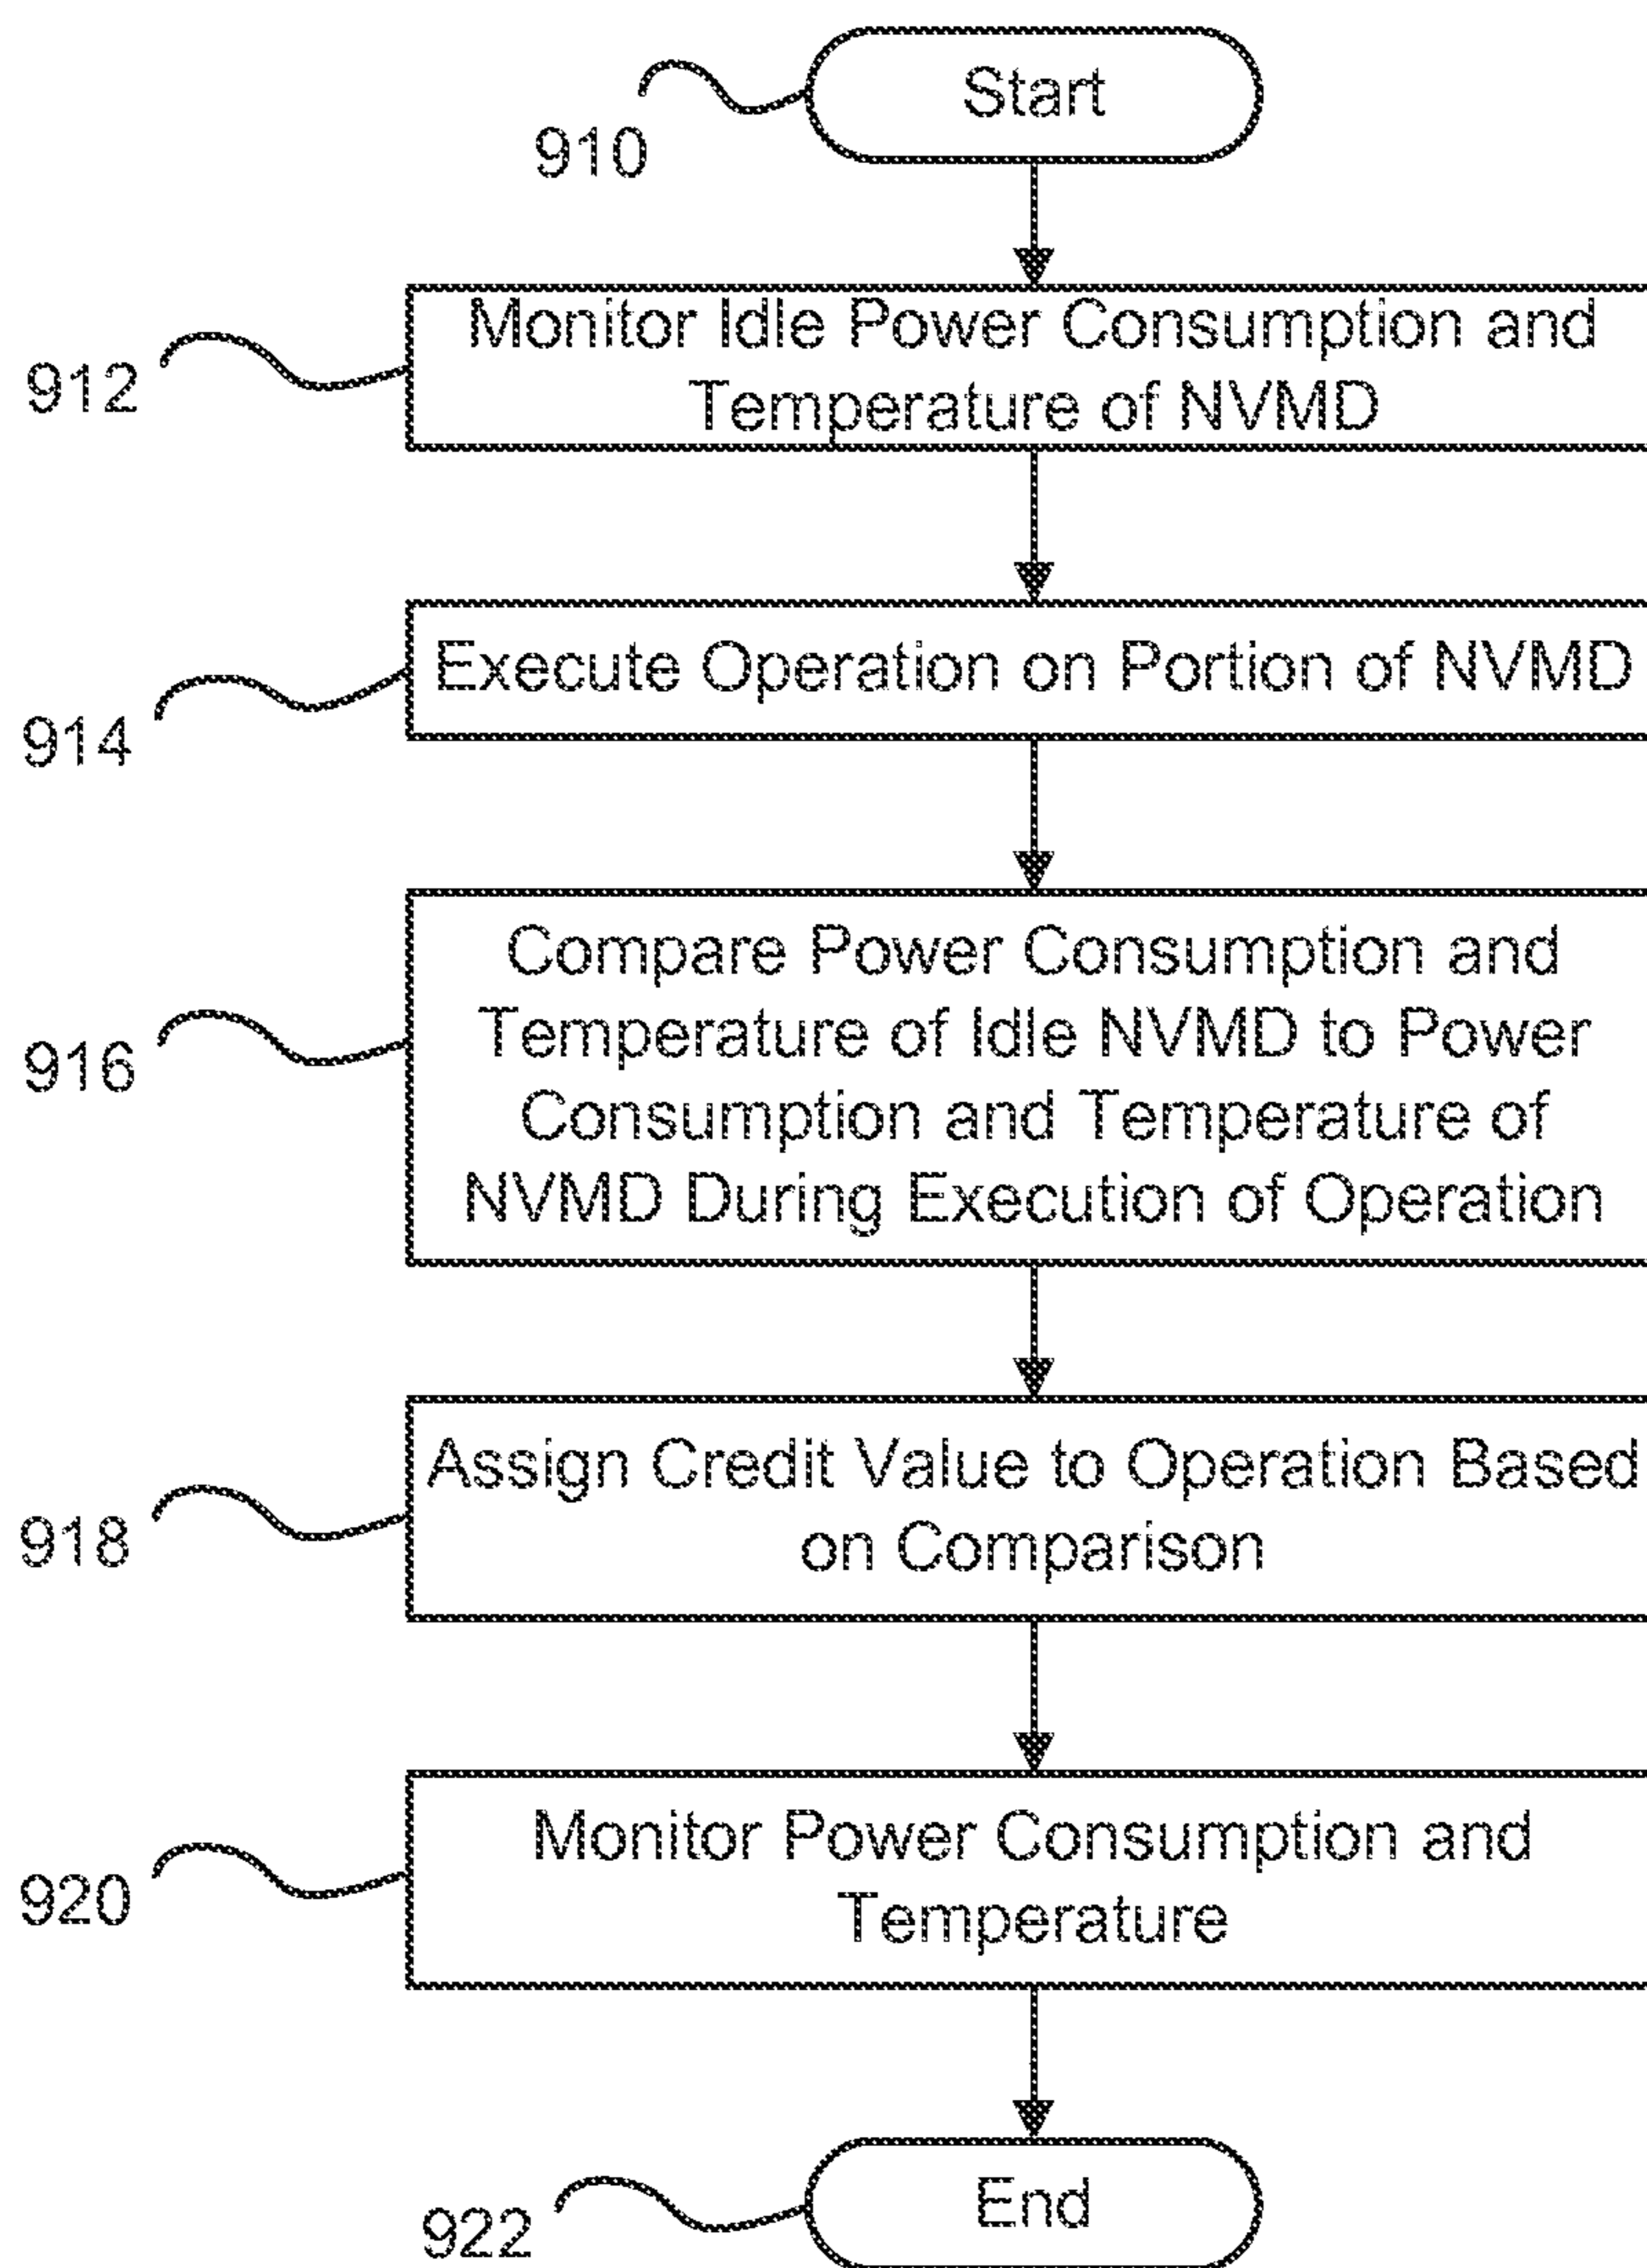 Start
910
Monitor Idle Power Consumption and
Temperature of NVMD
912
Execute Operation on Portion of NVMD
914
Compare Power Consumption and
Temperature of Idle NVMD to Power
Consumption and Temperature of
NVMD During Execution of Operation
916
Assign Credit Value to Operation Based
on Comparison
918
Monitor Power Consumption and
Temperature
920
End
922